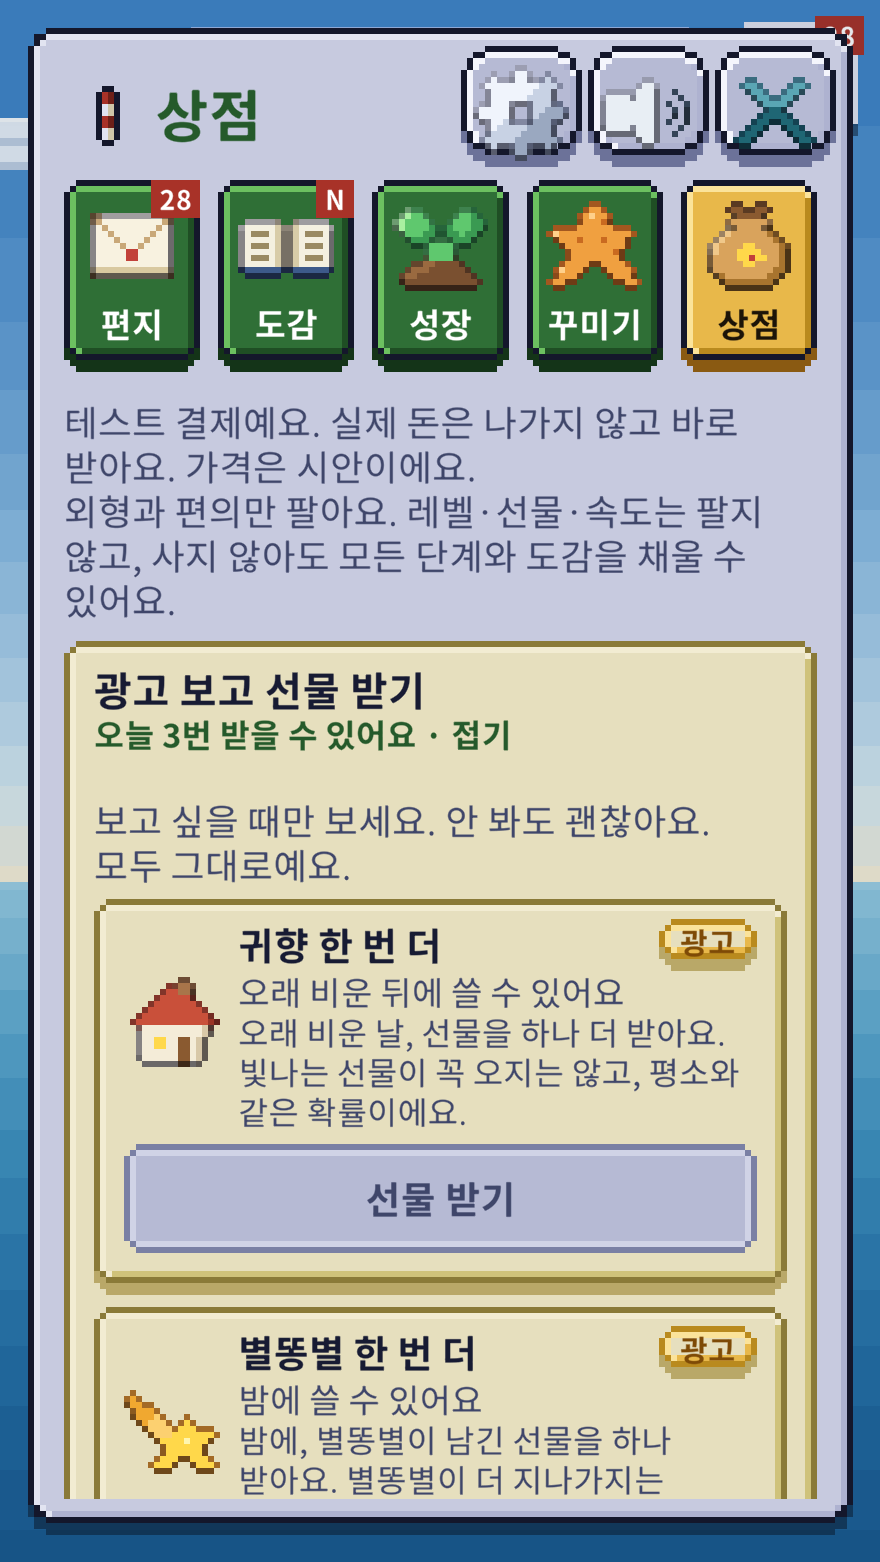 상점
28
N
편지
도감
성장
꾸미기
상점
테스트 결제예요. 실제 돈은 나가지 않고 바로
받아요. 가격은 시안이에요.
외형과 편의만 팔아요. 레벨·선물·속도는 팔지
않고, 사지 않아도 모든 단계와 도감을 채울 수
있어요.
광고 보고 선물 받기
오늘 3번 받을 수 있어요 · 접기
보고 싶을 때만 보세요. 안 봐도 괜찮아요.
모두 그대로예요.
귀향 한 번 더
광고
오래 비운 뒤에 쓸 수 있어요
오래 비운 날, 선물을 하나 더 받아요.
빛나는 선물이 꼭 오지는 않고, 평소와
같은 확률이에요.
선물 받기
별똥별 한 번 더
광고
밤에 쓸 수 있어요
밤에, 별똥별이 남긴 선물을 하나
받아요. 별똥별이 더 지나가지는